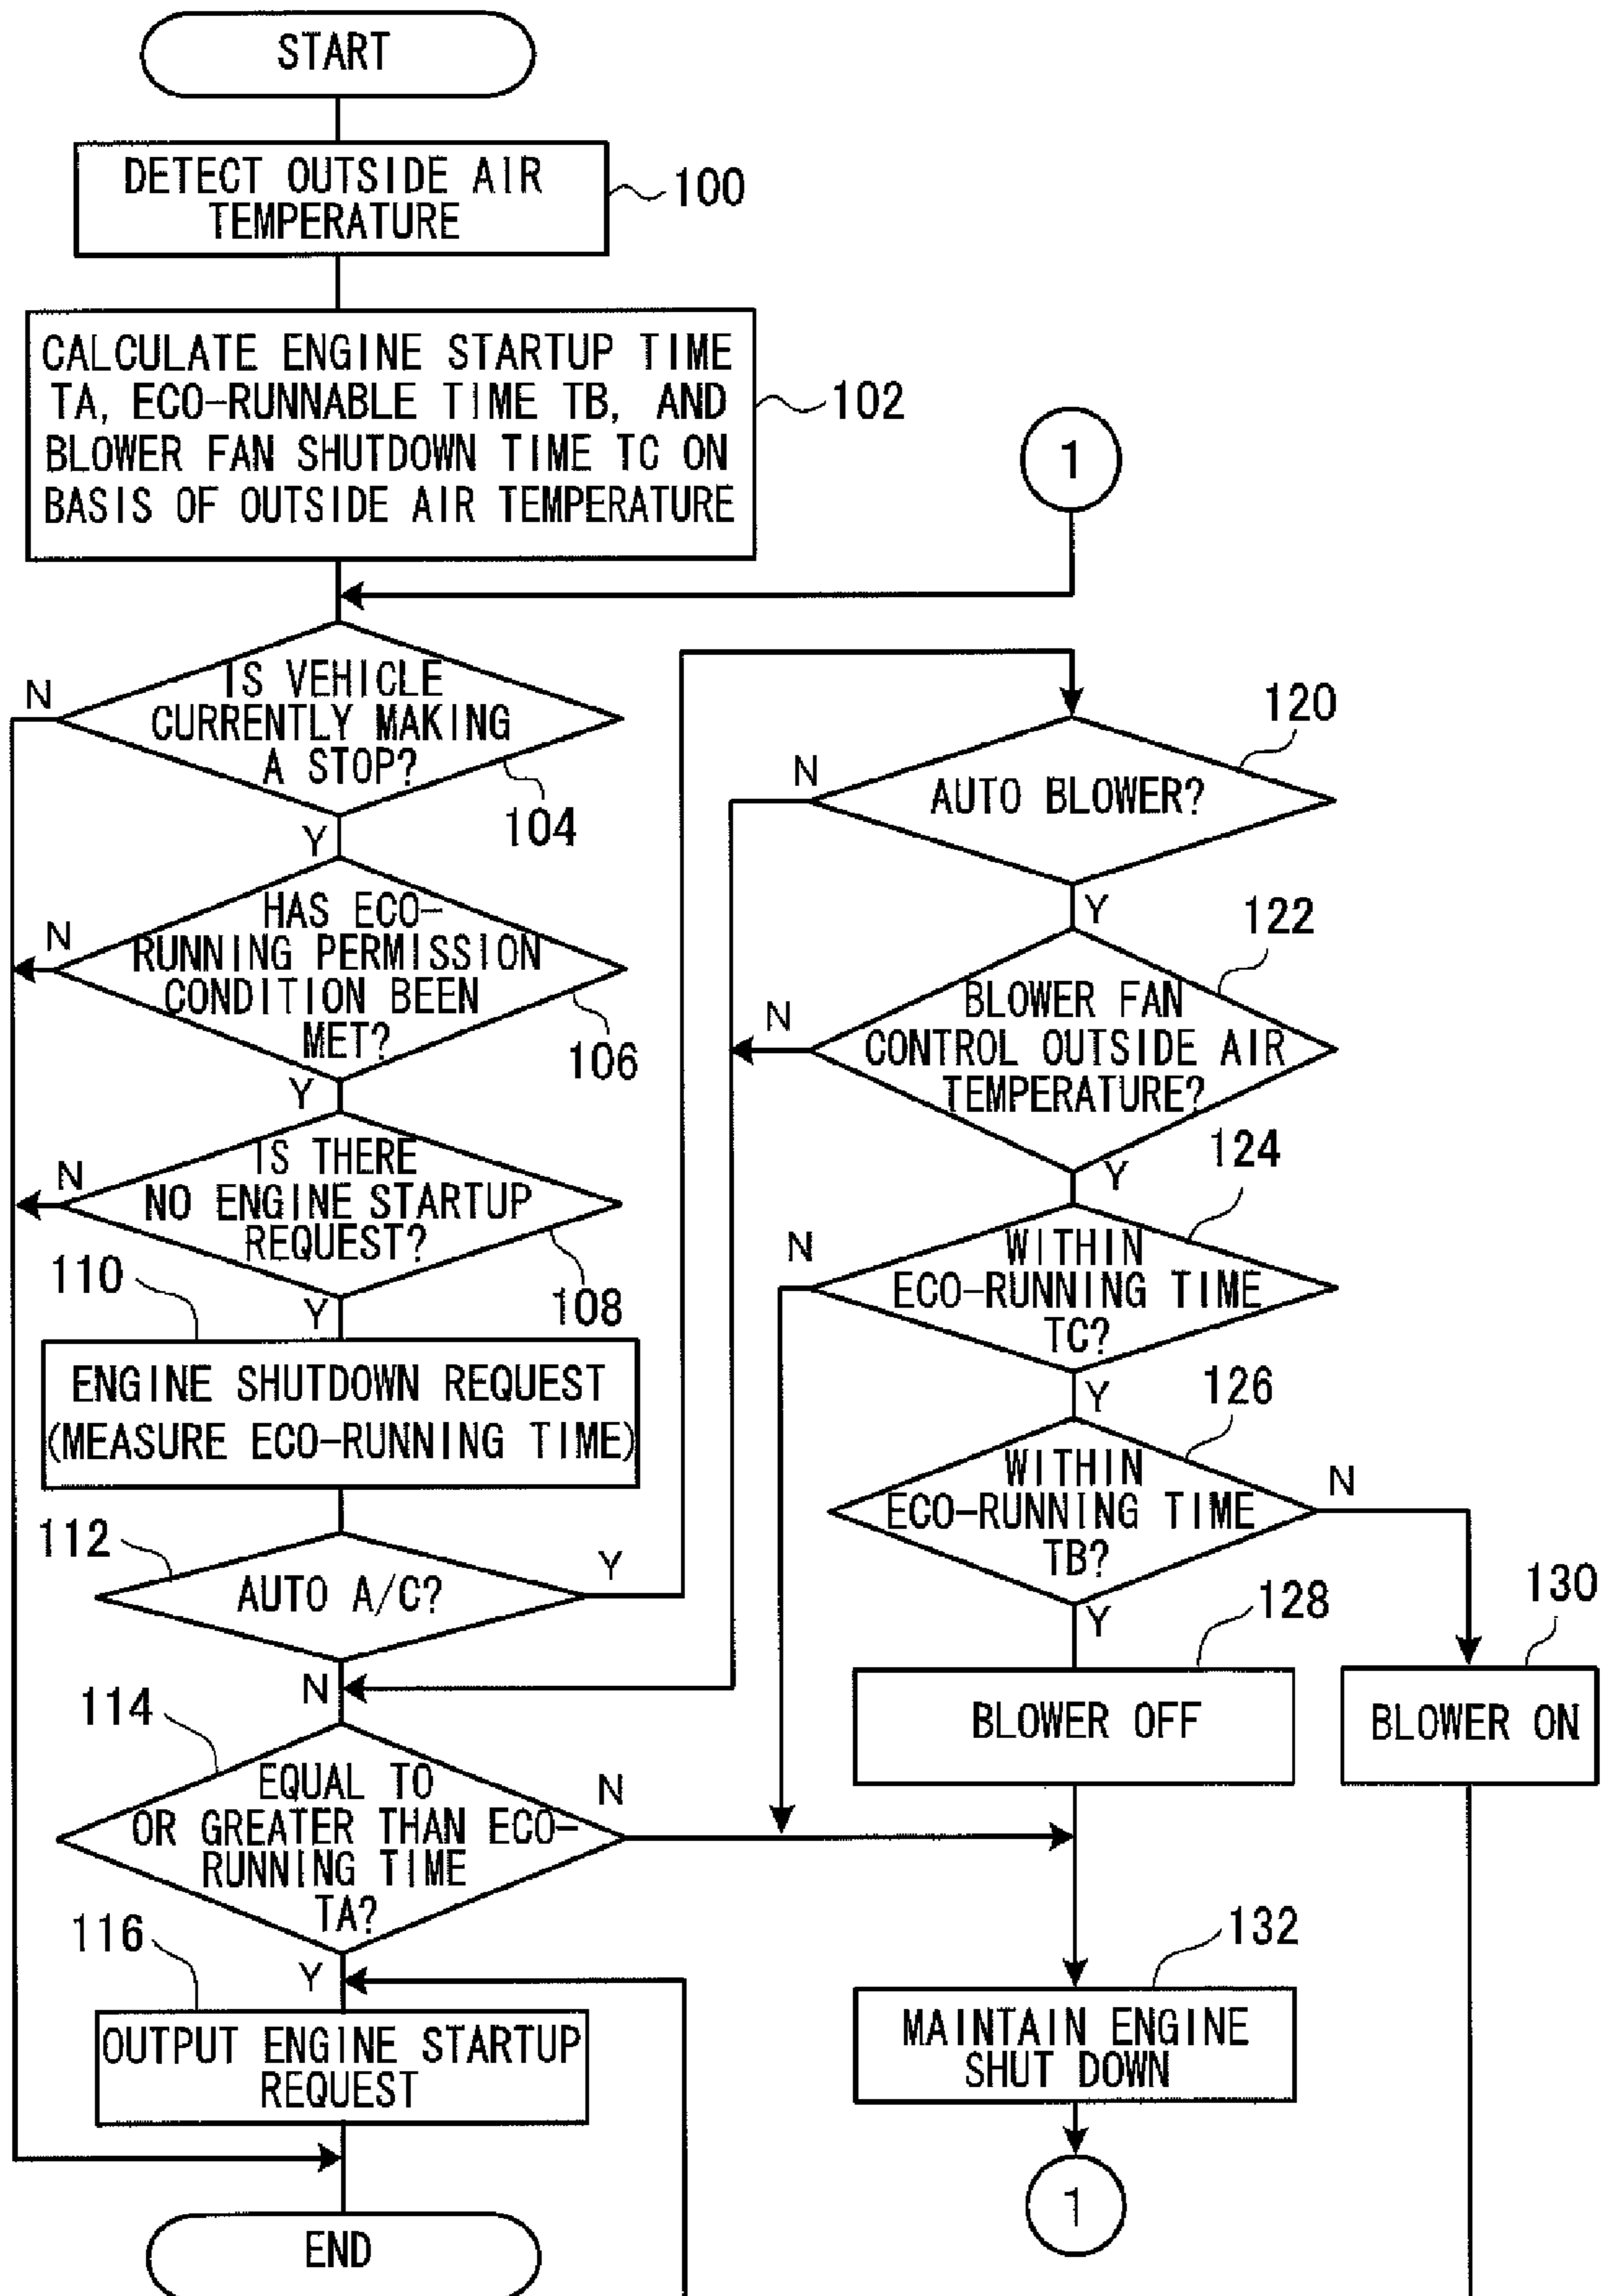 START
DETECT OUTSIDE AIR
TEMPERATURE
100
CALCULATE ENGINE STARTUP TIME
TA, ECO-RUNNABLE TIME TB, AND
BLOWER FAN SHUTDOWN TIME TC ON
BASIS OF OUTSIDE AIR TEMPERATURE
102
1
N
IS VEHICLE
CURRENTLY MAKING
A STOP?
104
Y
N
HAS ECO-
RUNNING PERMISSION
CONDITION BEEN
MET?
106
Y
N
IS THERE
NO ENGINE STARTUP
REQUEST?
108
Y
110
ENGINE SHUTDOWN REQUEST
(MEASURE ECO-RUNNING TIME)
112
AUTO A/C?
Y
N
114
EQUAL TO
OR GREATER THAN ECO-
RUNNING TIME
TA?
N
Y
116
OUTPUT ENGINE STARTUP
REQUEST
END
120
N
AUTO BLOWER?
Y
122
N
BLOWER FAN
CONTROL OUTSIDE AIR
TEMPERATURE?
Y
124
N
WITHIN
ECO-RUNNING TIME
TC?
Y
126
WITHIN
ECO-RUNNING TIME
TB?
N
Y
128
BLOWER OFF
130
BLOWER ON
132
MAINTAIN ENGINE
SHUT DOWN
1